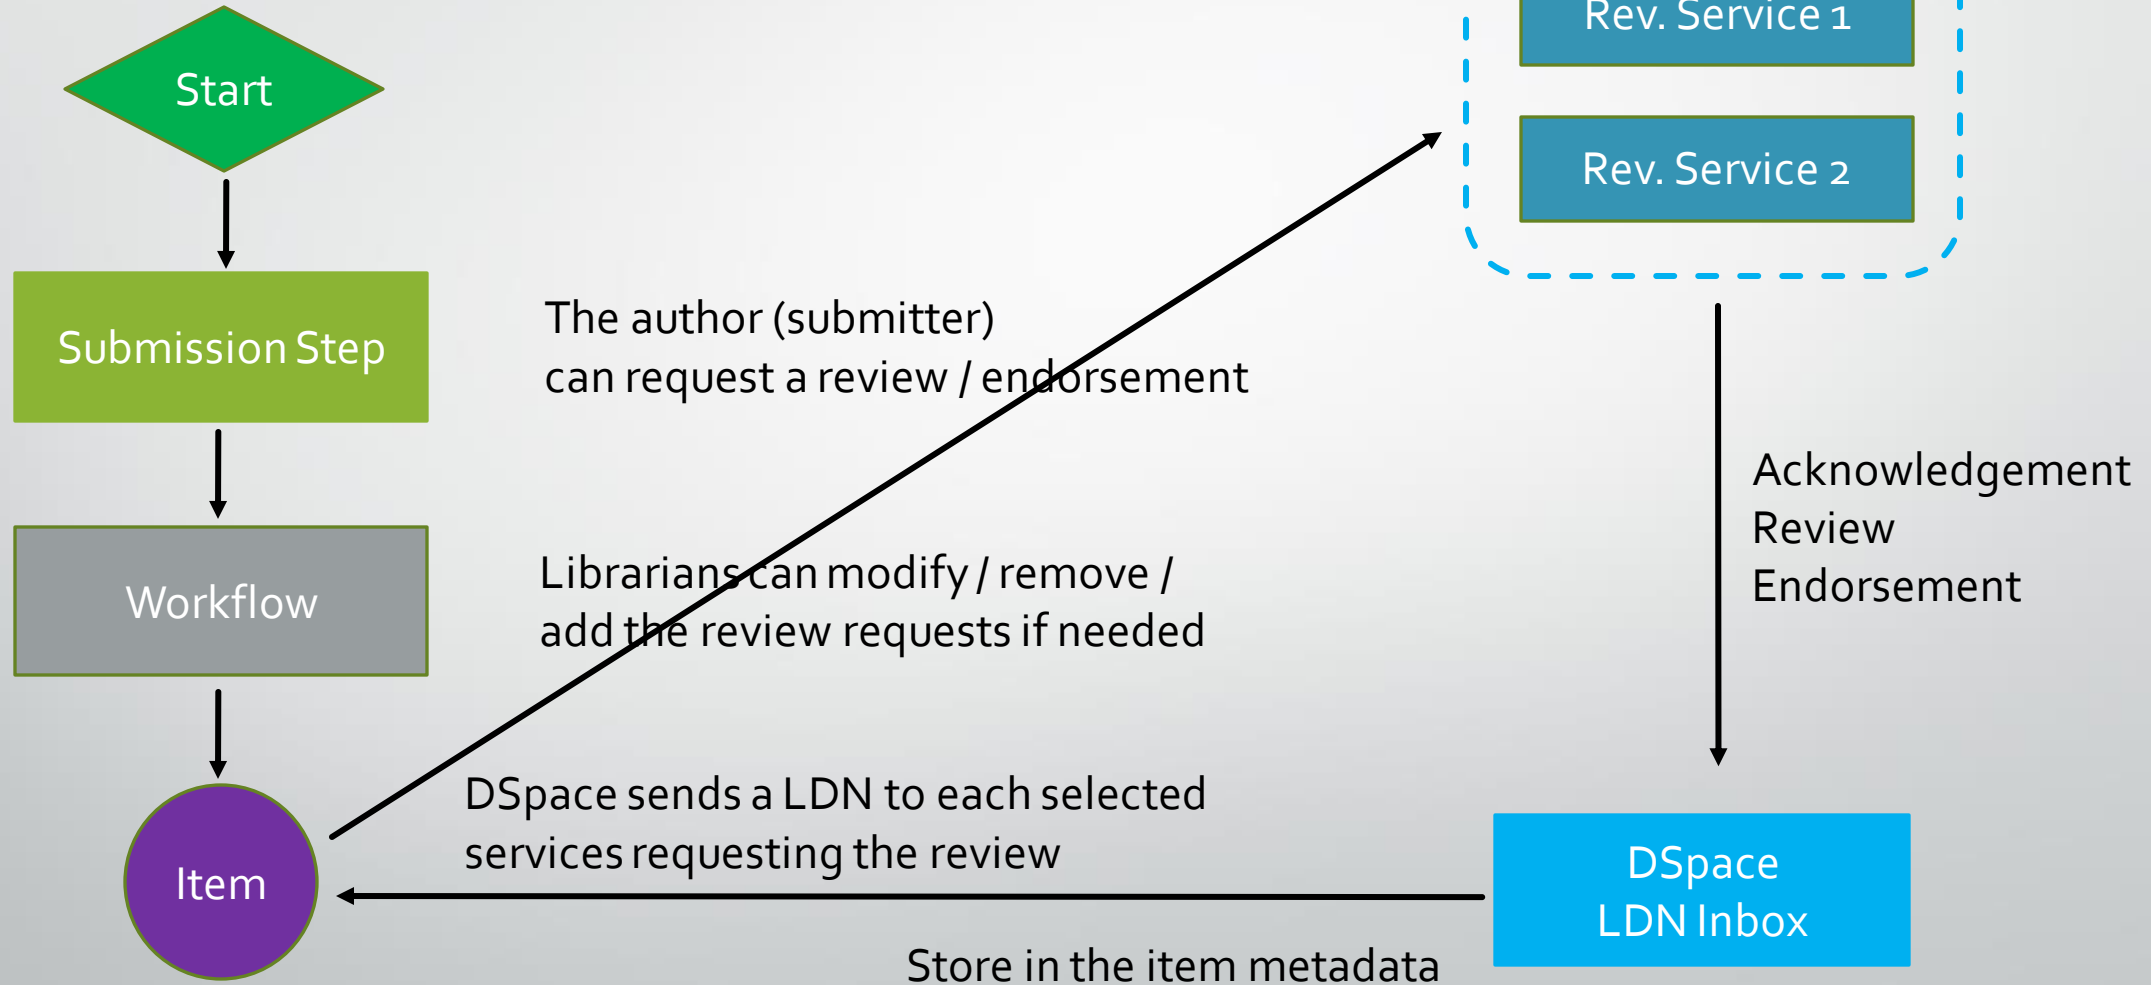 Rev. Service 1
Start
Rev. Service 2
The author (submitter)
can request a review / endorsement
Submission Step
Acknowledgement
Review
Endorsement
Librarians can modify / remove /
add the review requests if needed
Workflow
DSpace sends a LDN to each selected
services requesting the review
Item
DSpace
LDN Inbox
Store in the item metadata